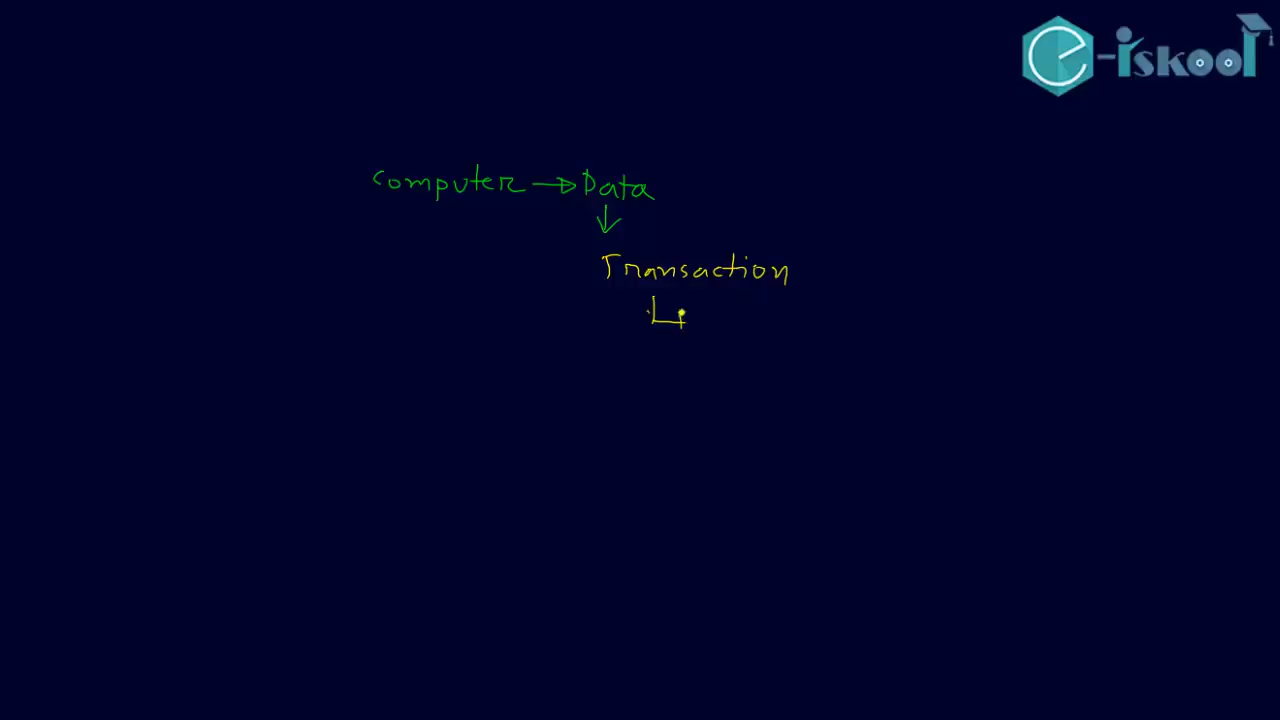 e-iskool
Computer → Data
↓
Transaction